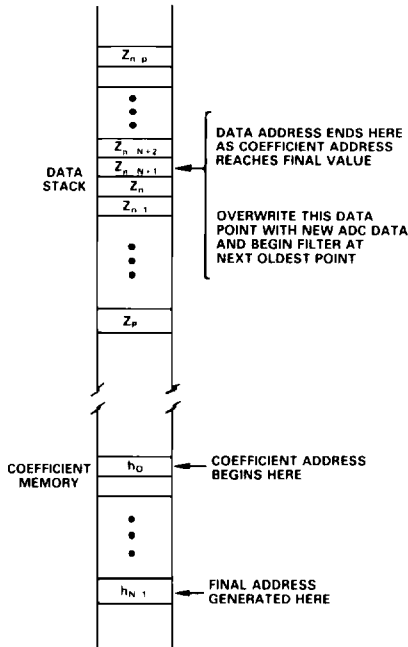 Zn-p
Zn-N+2
Zn-N+1
Zn
Zn-1
DATA
STACK
DATA ADDRESS ENDS HERE
AS COEFFICIENT ADDRESS
REACHES FINAL VALUE
OVERWRITE THIS DATA
POINT WITH NEW ADC DATA
AND BEGIN FILTER AT
NEXT OLDEST POINT
Zp
COEFFICIENT
MEMORY
h0
COEFFICIENT ADDRESS
BEGINS HERE
hN-1
FINAL ADDRESS
GENERATED HERE